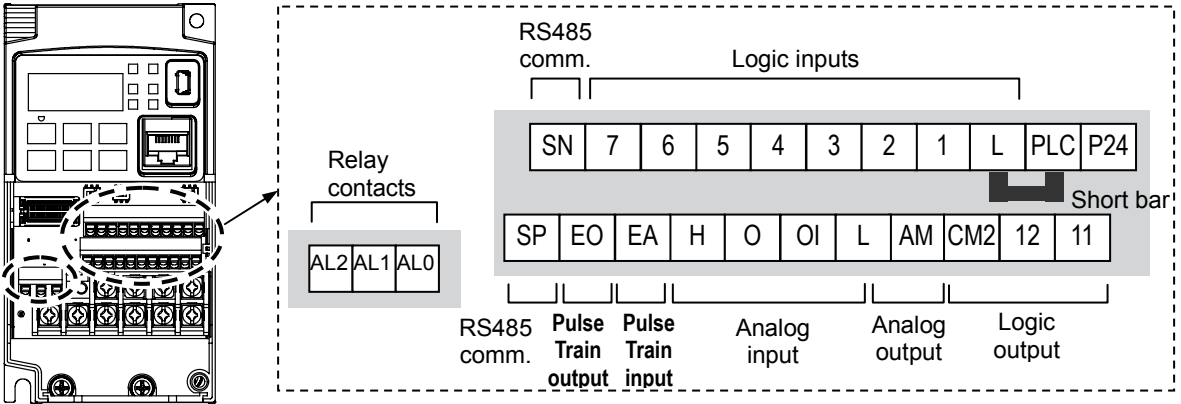 RS485
comm.
Logic inputs
SN 7 6 5 4 3 2 1 L PLC P24
Short bar
Relay
contacts
AL2 AL1 AL0
SP EO EA H O OI L AM CM2 12 11
RS485
comm.
Pulse
Train
output
Pulse
Train
input
Analog
input
Analog
output
Logic
output